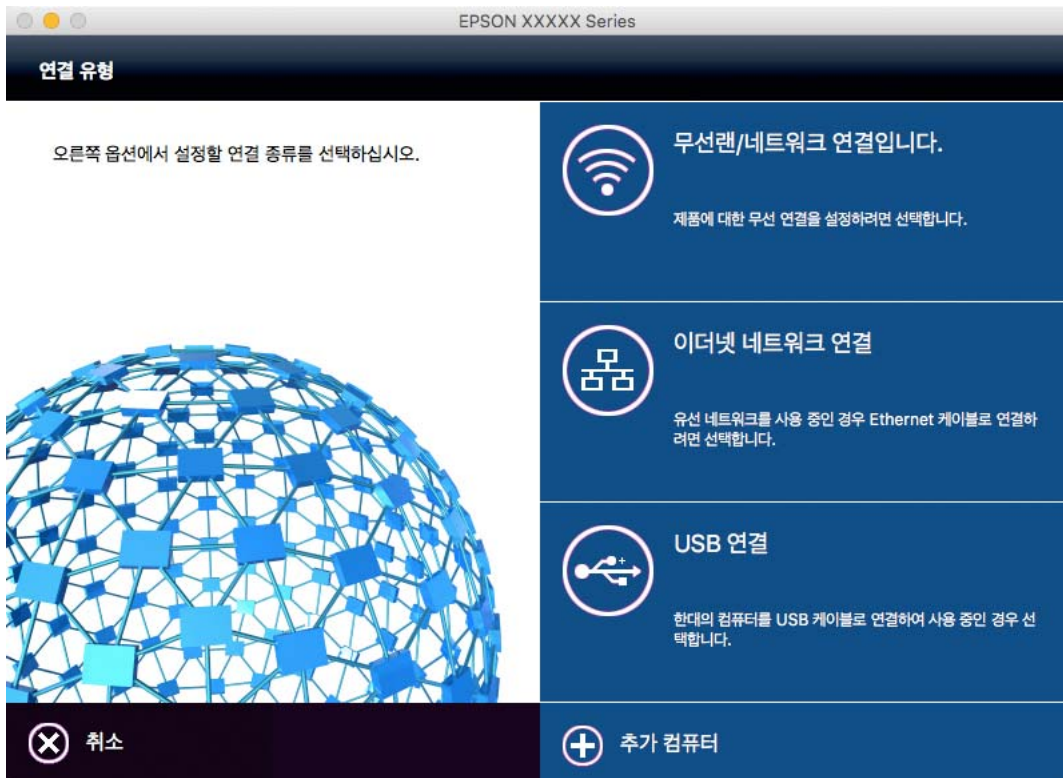 EPSON XXXXX Series
연결 유형
오른쪽 옵션에서 설정할 연결 종류를 선택하십시오.
무선랜/네트워크 연결입니다.
제품에 대한 무선 연결을 설정하려면 선택합니다.
이더넷 네트워크 연결
유선 네트워크를 사용 중인 경우 Ethernet 케이블로 연결하
려면 선택합니다.
USB 연결
한대의 컴퓨터를 USB 케이블로 연결하여 사용 중인 경우 선
택합니다.
취소
추가 컴퓨터